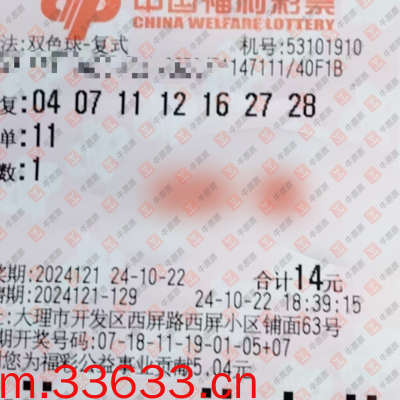 中国福利彩票
CHINA WELFARE LOTTERY
法:双色球-复式 机号:53101910
147111/40F1B
复:04 07 11 12 16 27 28
单:11
数:1
奖期:2024121 24-10-22 合计14元
期:2024121-129 24-10-22 18:39:15
:大理市开发区西屏路西屏小区铺面63号
期开奖号码:07-18-11-19-01-05+07
您为福彩公益事业贡献5.04元
m.33633.cn